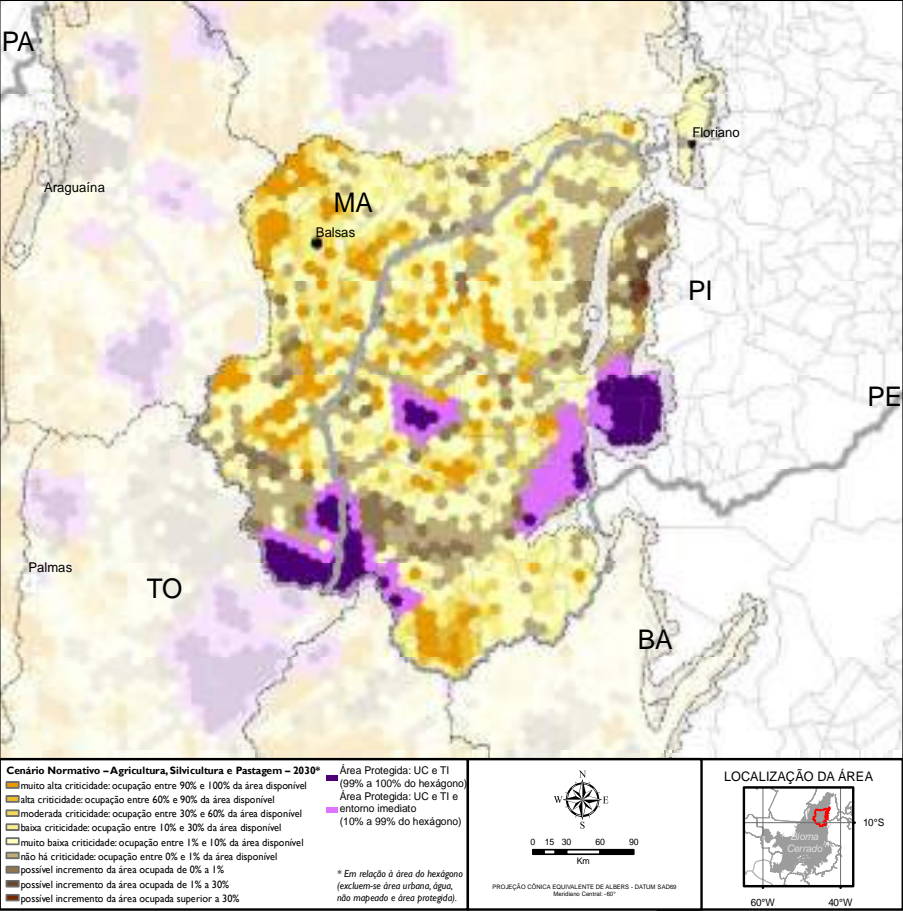 PA
Floriano
Araguaína
MA
Balsas
PI
PE
Palmas
TO
BA
Cenário Normativo – Agricultura, Silvicultura e Pastagem – 2030*
muito alta criticidade: ocupação entre 90% e 100% da área disponível
alta criticidade: ocupação entre 60% e 90% da área disponível
moderada criticidade: ocupação entre 30% e 60% da área disponível
baixa criticidade: ocupação entre 10% e 30% da área disponível
muito baixa criticidade: ocupação entre 1% e 10% da área disponível
não há criticidade: ocupação entre 0% e 1% da área disponível
possível incremento da área ocupada de 0% a 1%
possível incremento da área ocupada de 1% a 30%
possível incremento da área ocupada superior a 30%
Área Protegida: UC e TI
(99% a 100% do hexágono)
Área Protegida: UC e TI e
entorno imediato
(10% a 99% do hexágono)
* Em relação à área do hexágono
(excluem-se área urbana, água,
não mapeado e área protegida).
N
W E
S
0 15 30 60 90
Km
PROJEÇÃO CÔNICA EQUIVALENTE DE ALBERS - DATUM SAD69
Meridiano Central: -60°
LOCALIZAÇÃO DA ÁREA
Bioma
Cerrado
10°S
60°W 40°W